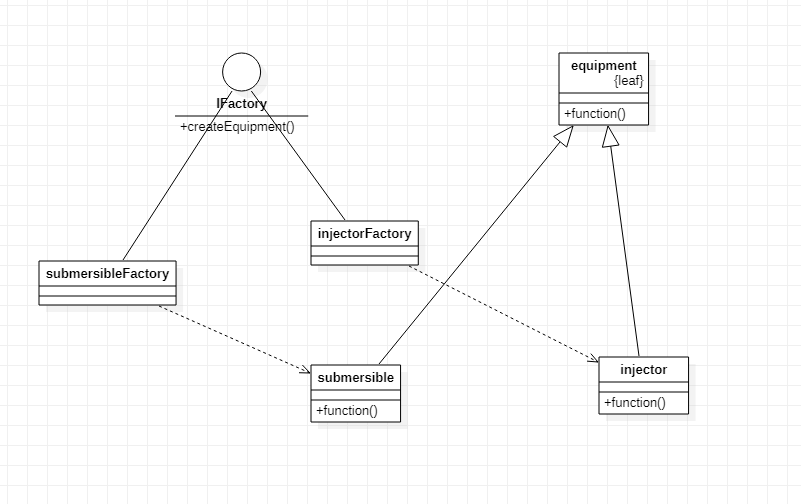 IFactory
+createEquipment()
equipment
{leaf}
+function()
injectorFactory
submersibleFactory
submersible
+function()
injector
+function()